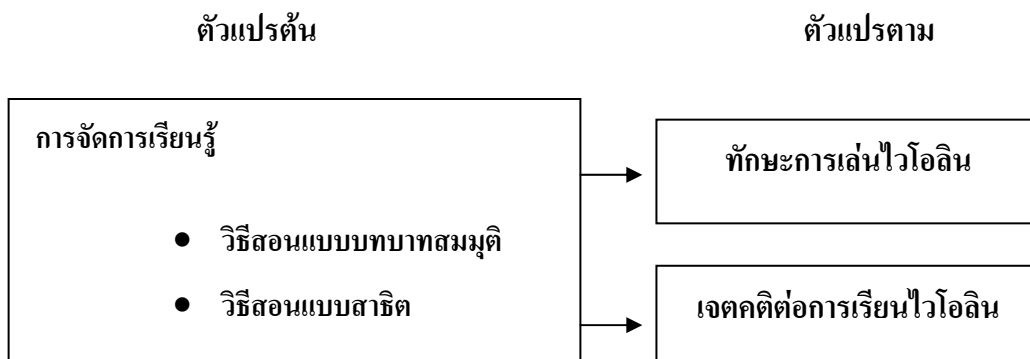 ตัวแปรต้น
ตัวแปรตาม
การจัดการเรียนรู้
● วิธีสอนแบบบทบาทสมมุติ
● วิธีสอนแบบสาธิต
ทักษะการเล่นไวโอลิน
เจตคติต่อการเรียนไวโอลิน